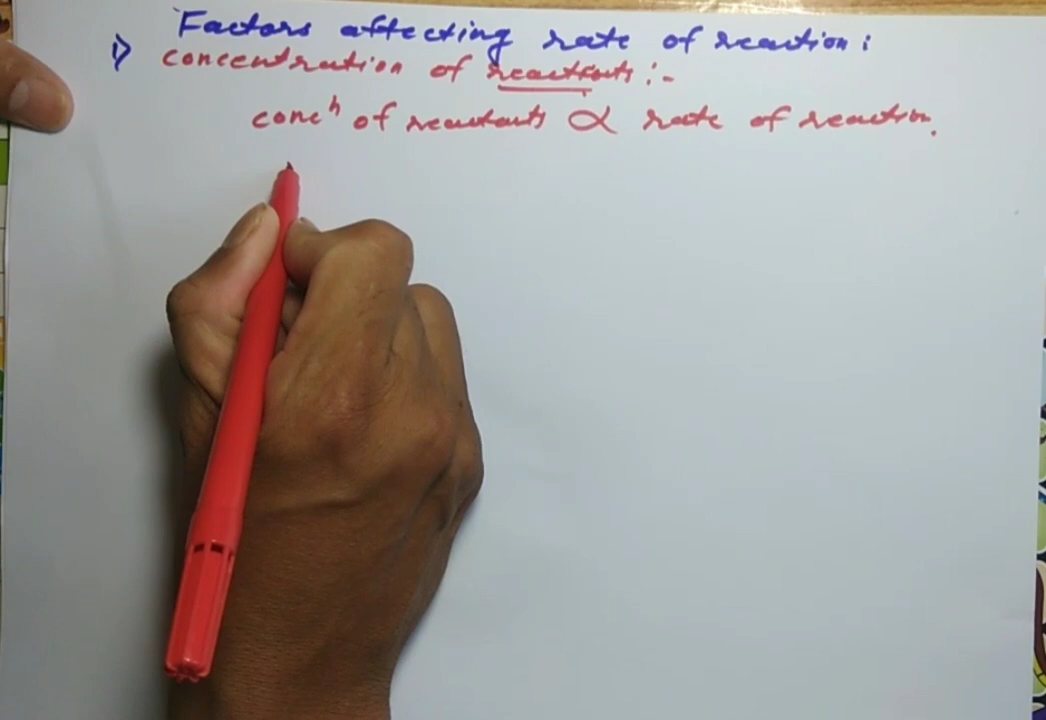 Factors affecting rate of reaction:
1) concentration of reactants :-
concn of reactants ∝ rate of reaction.